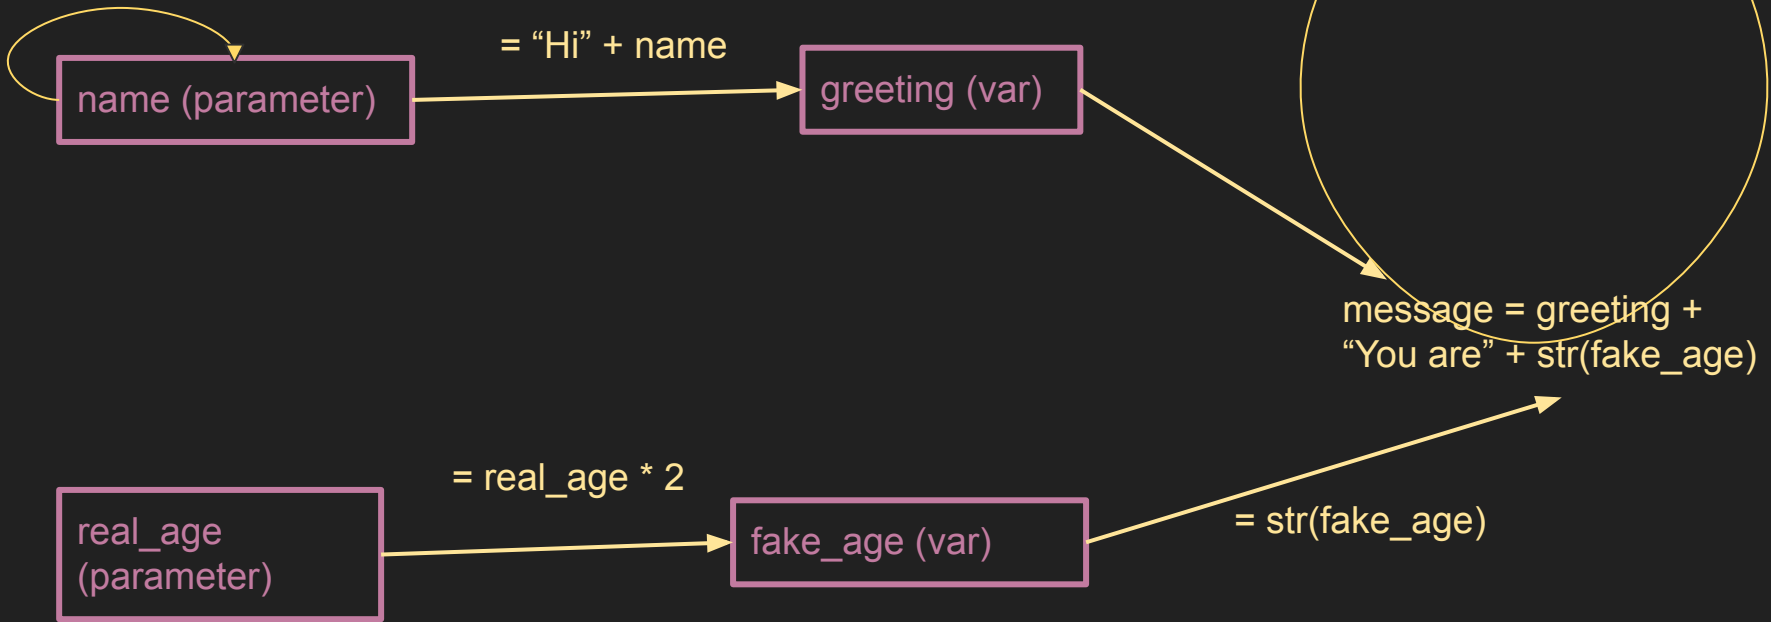 = “Hi” + name
name (parameter)
greeting (var)
message = greeting +
“You are” + str(fake_age)
= real_age * 2
real_age
(parameter)
fake_age (var)
= str(fake_age)